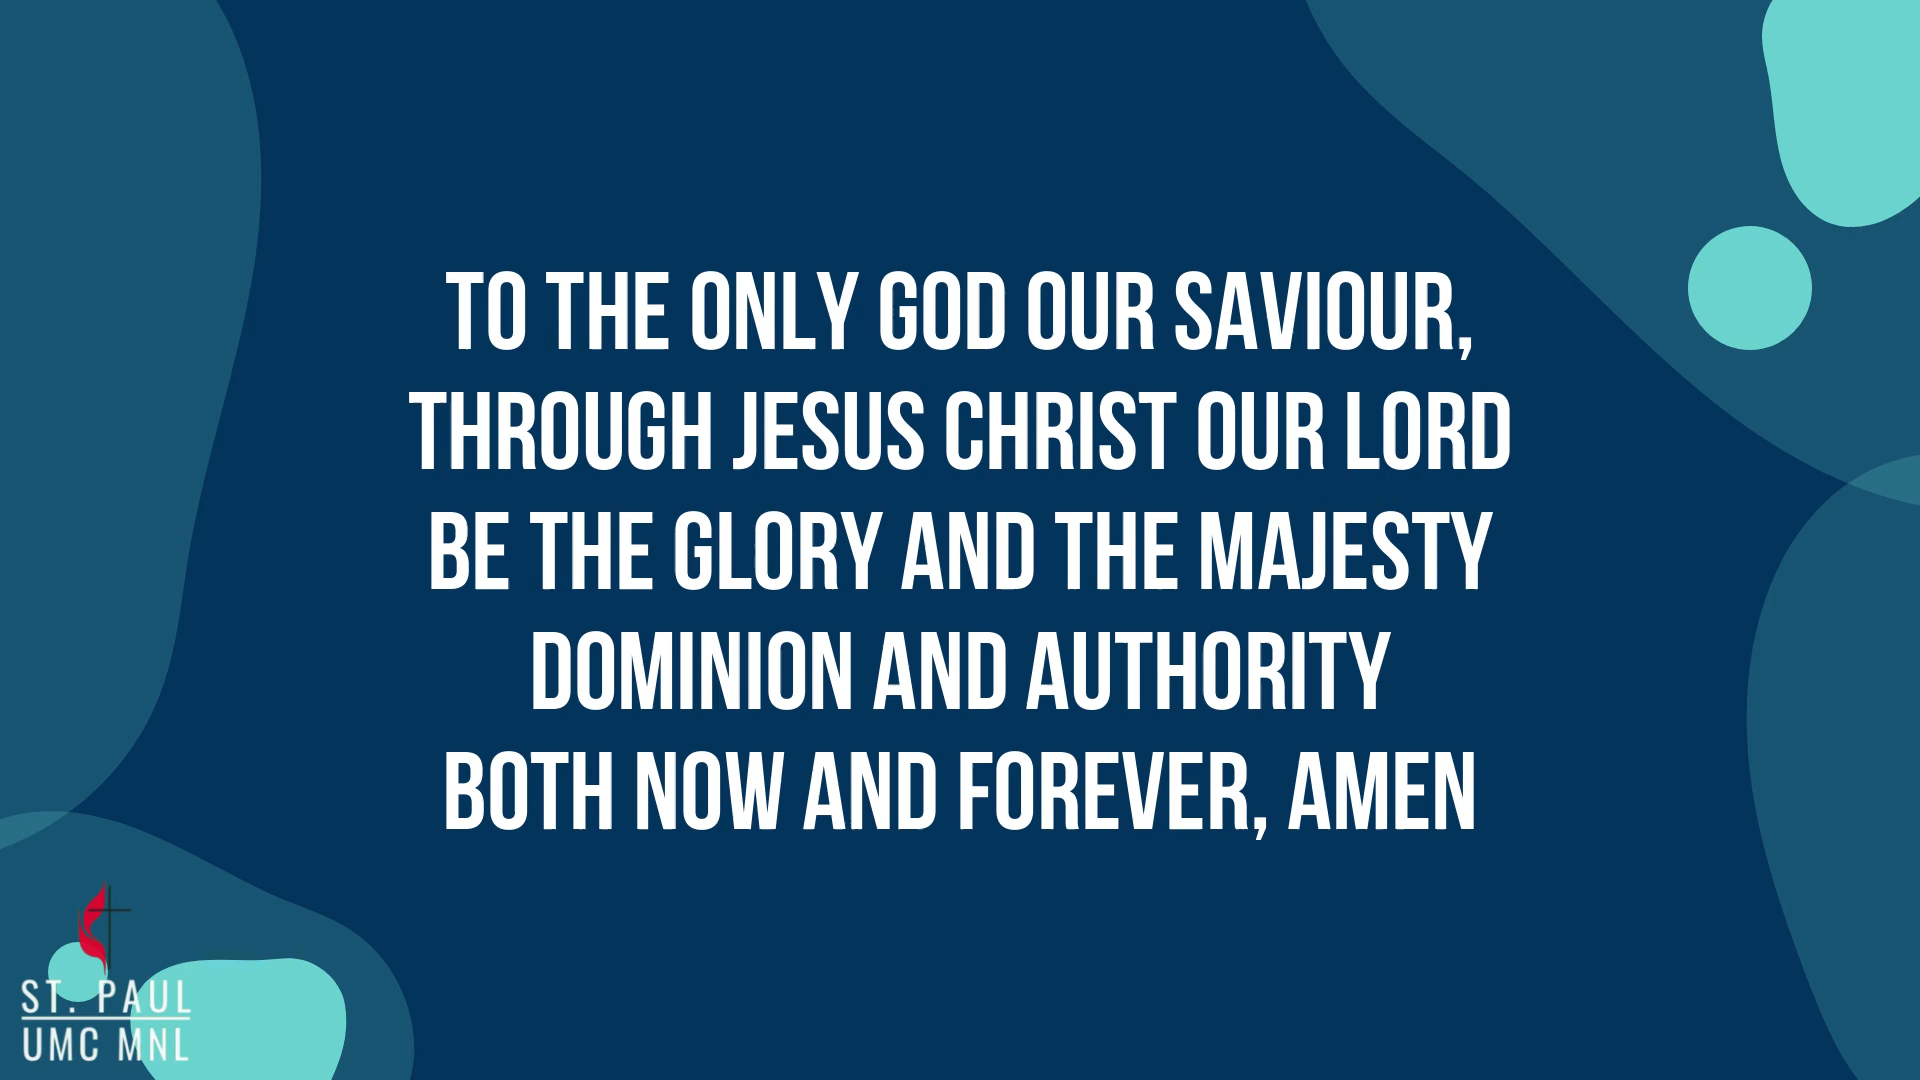 TO THE ONLY GOD OUR SAVIOUR,
THROUGH JESUS CHRIST OUR LORD
BE THE GLORY AND THE MAJESTY
DOMINION AND AUTHORITY
BOTH NOW AND FOREVER, AMEN
ST. PAUL
UMC MNL